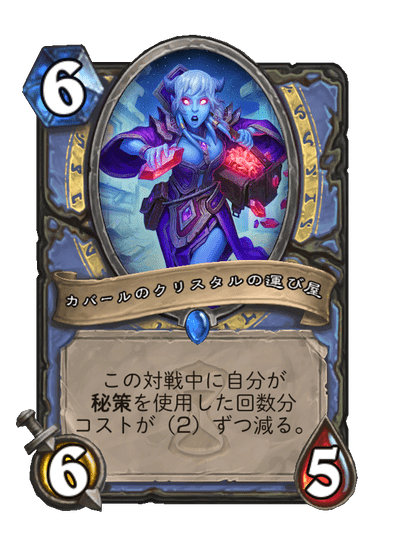 6
カバールのクリスタルの運び屋
この対戦中に自分が
秘策を使用した回数分
コストが（2）ずつ減る。
6
5